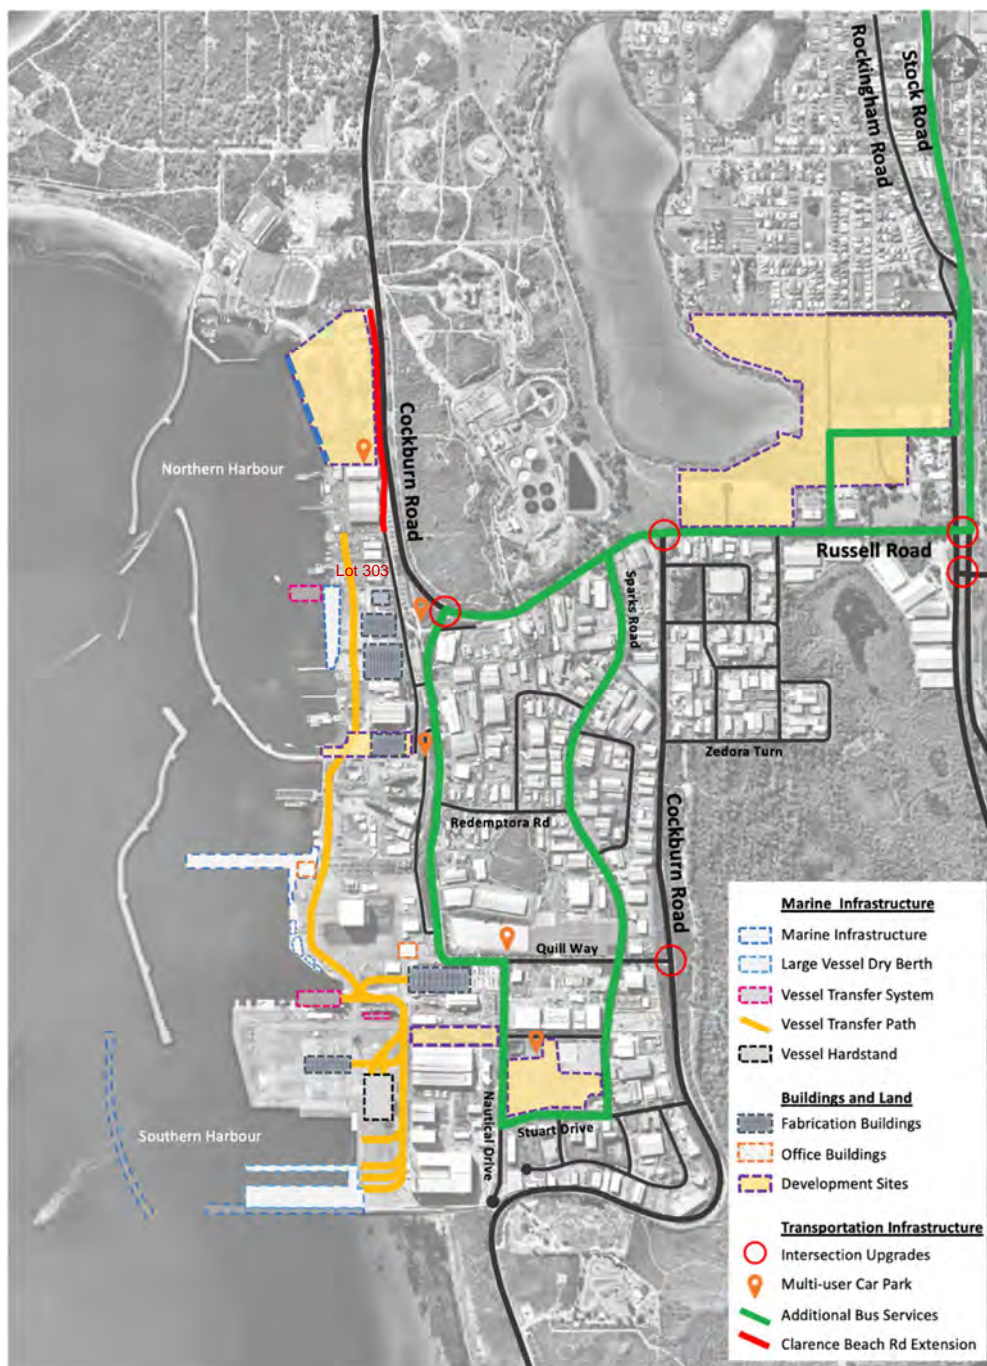 Rockingham Road
Stock Road
Cockburn Road
Northern Harbour
Lot 303
Russell Road
Sparks Road
Zedora Turn
Redemptora Rd
Cockburn Road
Quill Way
Nautical Drive
Stuart Drive
Southern Harbour
Marine Infrastructure
Marine Infrastructure
Large Vessel Dry Berth
Vessel Transfer System
Vessel Transfer Path
Vessel Hardstand
Buildings and Land
Fabrication Buildings
Office Buildings
Development Sites
Transportation Infrastructure
Intersection Upgrades
Multi-user Car Park
Additional Bus Services
Clarence Beach Rd Extension